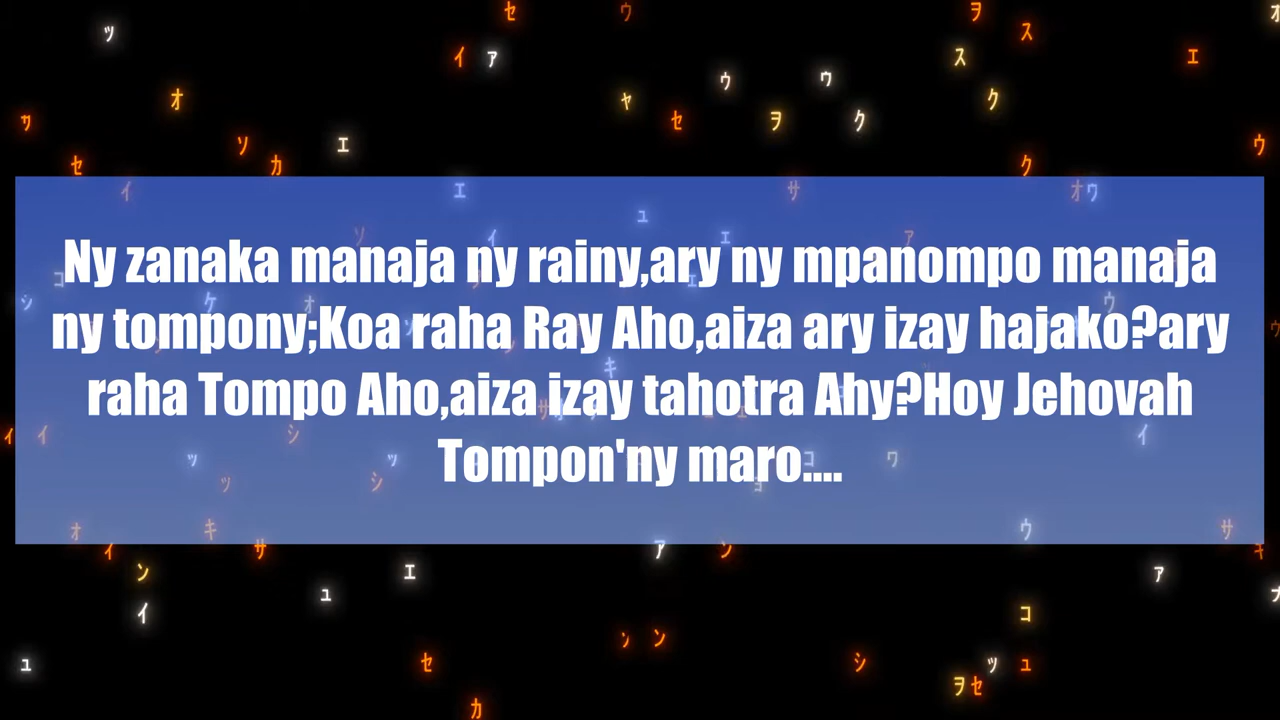 Ny zanaka manaja ny rainy,ary ny mpanompo manaja
ny tompony;Koa raha Ray Aho,aiza ary izay hajako?ary
raha Tompo Aho,aiza izay tahotra Ahy?Hoy Jehovah
Tompon'ny maro....